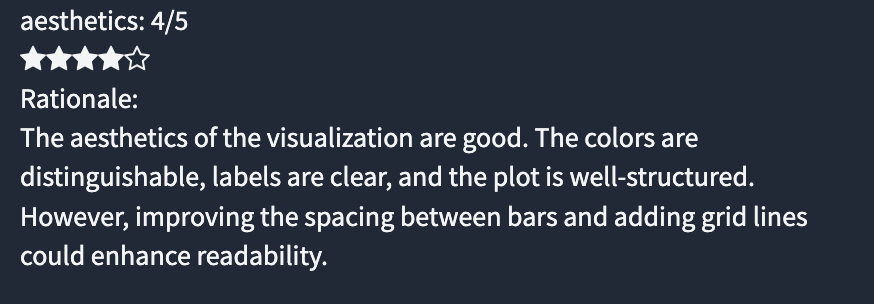 aesthetics: 4/5
★★★★☆
Rationale:
The aesthetics of the visualization are good. The colors are
distinguishable, labels are clear, and the plot is well-structured.
However, improving the spacing between bars and adding grid lines
could enhance readability.